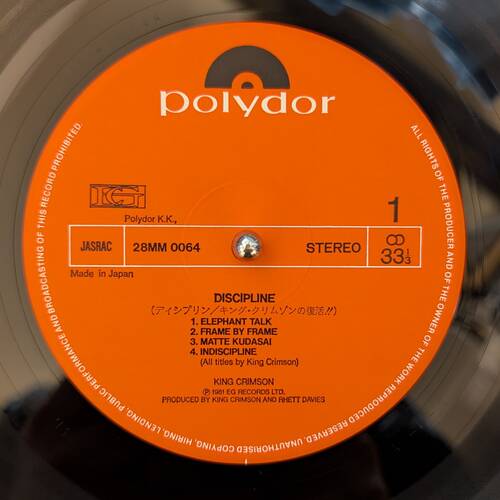 polydor
EG
Polydor K.K.,
1
JASRAC
28MM 0064
STEREO
33 1/3
Made in Japan
DISCIPLINE
(ディシプリン/キング・クリムゾンの復活!!)
1. ELEPHANT TALK
2. FRAME BY FRAME
3. MATTE KUDASAI
4. INDISCIPLINE
(All titles by King Crimson)
KING CRIMSON
Ⓟ 1981 EG RECORDS LTD.
PRODUCED BY KING CRIMSON AND RHETT DAVIES
ALL RIGHTS OF THE PRODUCER AND OF THE OWNER OF THE WORK REPRODUCED RESERVED. UNAUTHORISED COPYING, HIRING, LENDING, PUBLIC PERFORMANCE AND BROADCASTING OF THIS RECORD PROHIBITED.